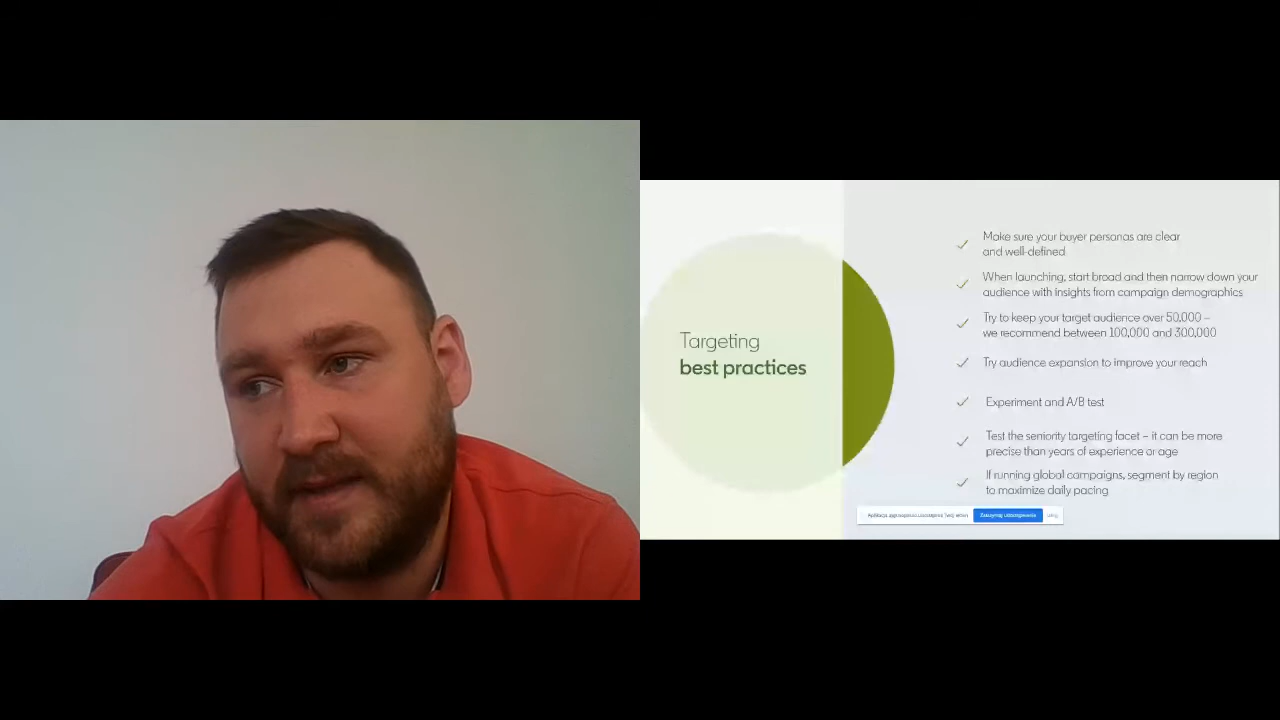 Targeting
best practices
Make sure your buyer personas are clear
and well-defined
When launching, start broad and then narrow down your
audience with insights from campaign demographics
Try to keep your target audience over 50,000 –
we recommend between 100,000 and 300,000
Try audience expansion to improve your reach
Experiment and A/B test
Test the seniority targeting facet – it can be more
precise than years of experience or age
If running global campaigns, segment by region
to maximize daily pacing
Zatrzymaj udostępnianie
Ukryj